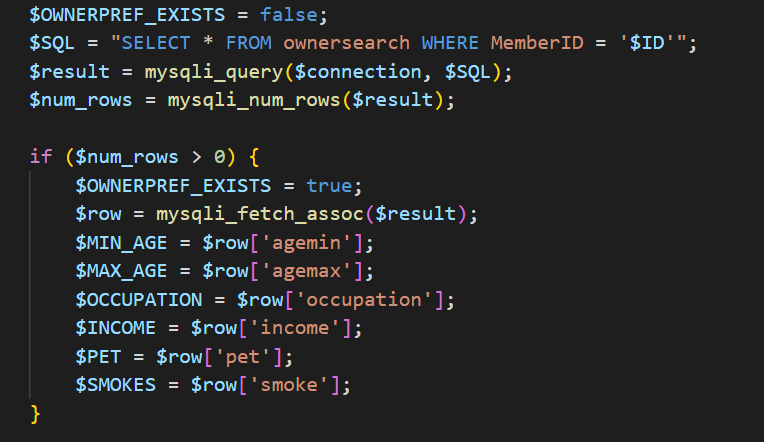 $OWNERPREF_EXISTS = false;
$SQL = "SELECT * FROM ownersearch WHERE MemberID = '$ID'";
$result = mysqli_query($connection, $SQL);
$num_rows = mysqli_num_rows($result);

if ($num_rows > 0) {
    $OWNERPREF_EXISTS = true;
    $row = mysqli_fetch_assoc($result);
    $MIN_AGE = $row['agemin'];
    $MAX_AGE = $row['agemax'];
    $OCCUPATION = $row['occupation'];
    $INCOME = $row['income'];
    $PET = $row['pet'];
    $SMOKES = $row['smoke'];
}